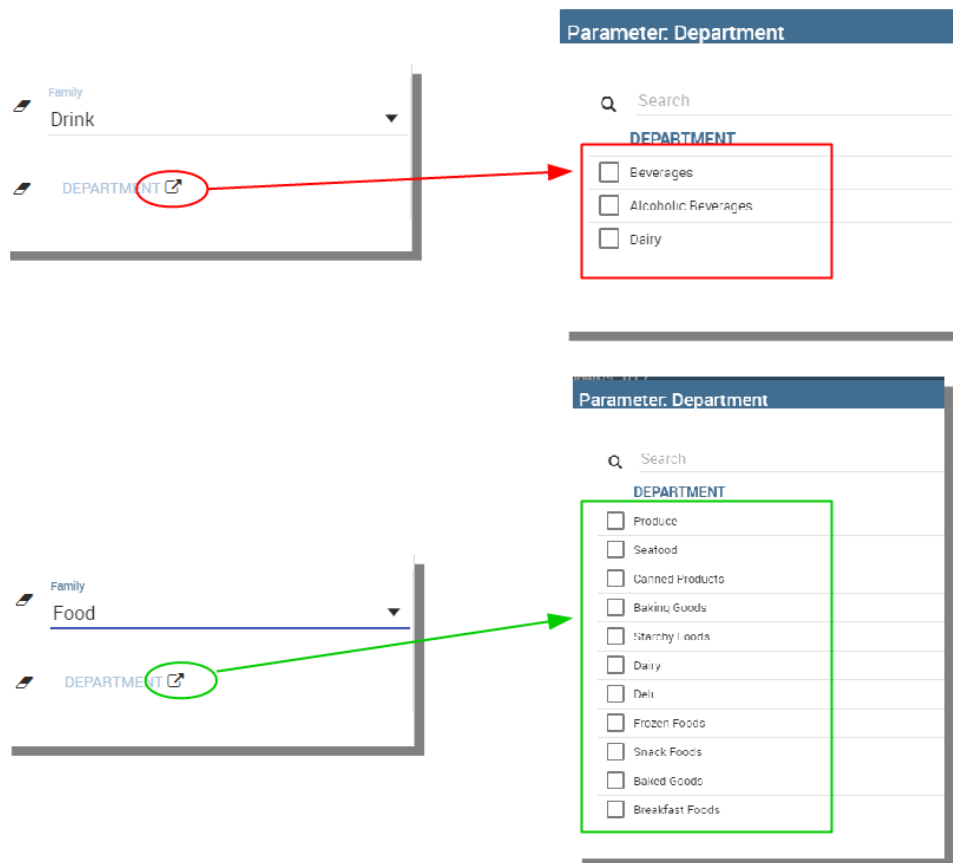 Parameter: Department
Family
Drink
Search
DEPARTMENT
DEPARTMENT
Beverages
Alcoholic Beverages
Dairy
Parameter: Department
Search
DEPARTMENT
Produce
Seafood
Canned Products
Family
Food
Baking Goods
Starchy Foods
DEPARTMENT
Dairy
Deli
Frozen Foods
Snack Foods
Baked Goods
Breakfast Foods